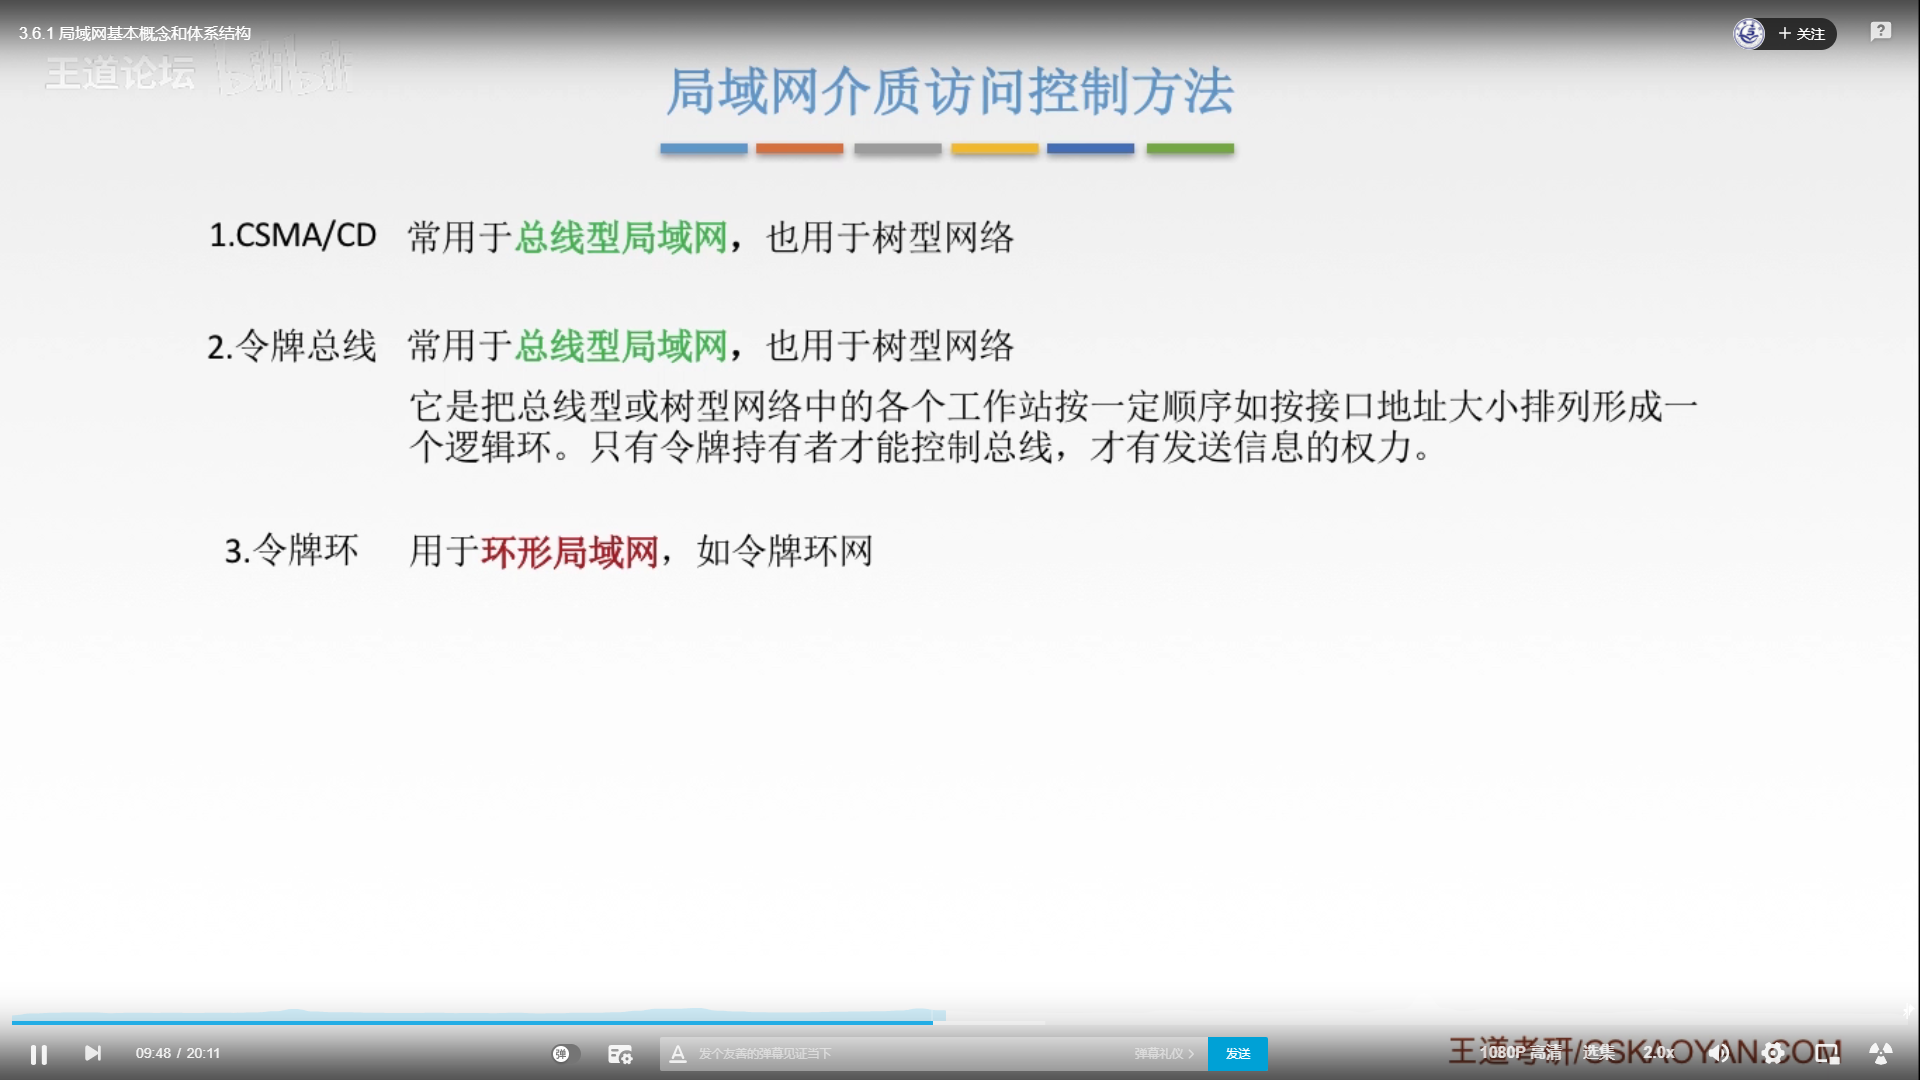 3.6.1 局域网基本概念和体系结构
+ 关注
王道论坛 bilibili
局域网介质访问控制方法
1.CSMA/CD 常用于总线型局域网，也用于树型网络
2.令牌总线 常用于总线型局域网，也用于树型网络
它是把总线型或树型网络中的各个工作站按一定顺序如按接口地址大小排列形成一
个逻辑环。只有令牌持有者才能控制总线，才有发送信息的权力。
3.令牌环 用于环形局域网，如令牌环网
09:48 / 20:11
弹
发个友善的弹幕见证当下
弹幕礼仪 >
发送
王道考研/CSKAOYAN.COM
1080P 高清
选集
2.0x